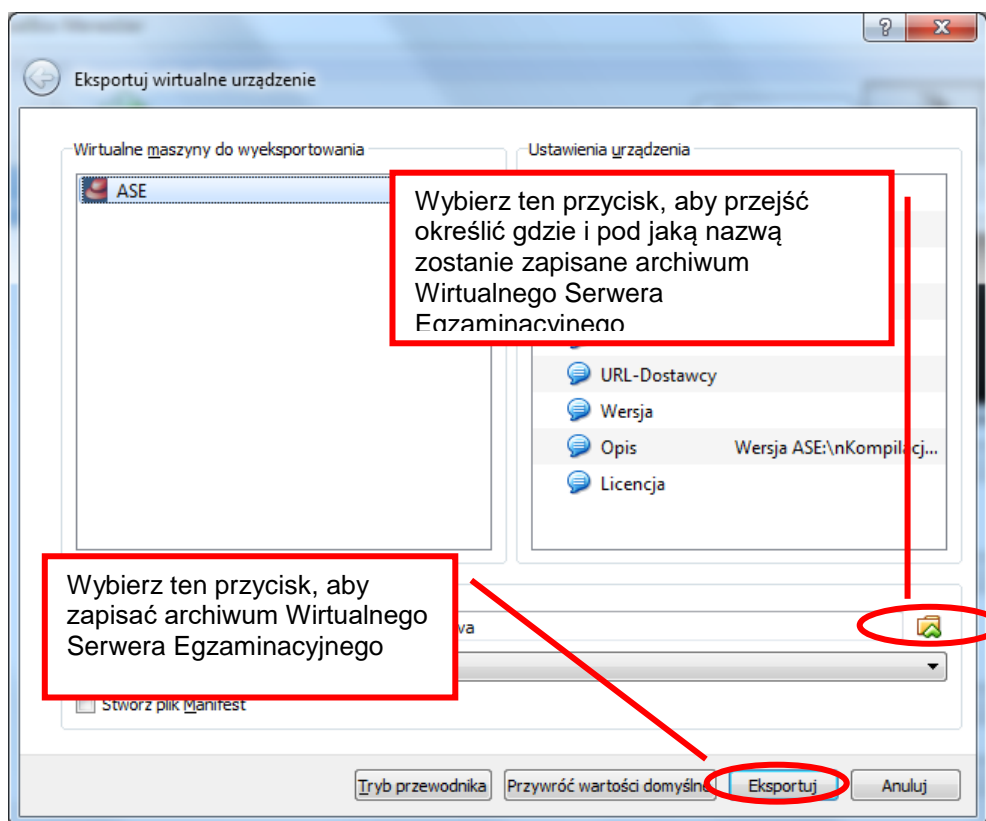 Eksportuj wirtualne urządzenie
Wirtualne maszyny do wyeksportowania
Ustawienia urządzenia
ASE
Wybierz ten przycisk, aby przejść
określić gdzie i pod jaką nazwą
zostanie zapisane archiwum
Wirtualnego Serwera
Egzaminacyjnego
URL-Dostawcy
Wersja
Opis Wersja ASE:\nKompilacj...
Licencja
Wybierz ten przycisk, aby
zapisać archiwum Wirtualnego
Serwera Egzaminacyjnego
va
Stwórz plik Manifest
Tryb przewodnika Przywróć wartości domyślne Eksportuj Anuluj